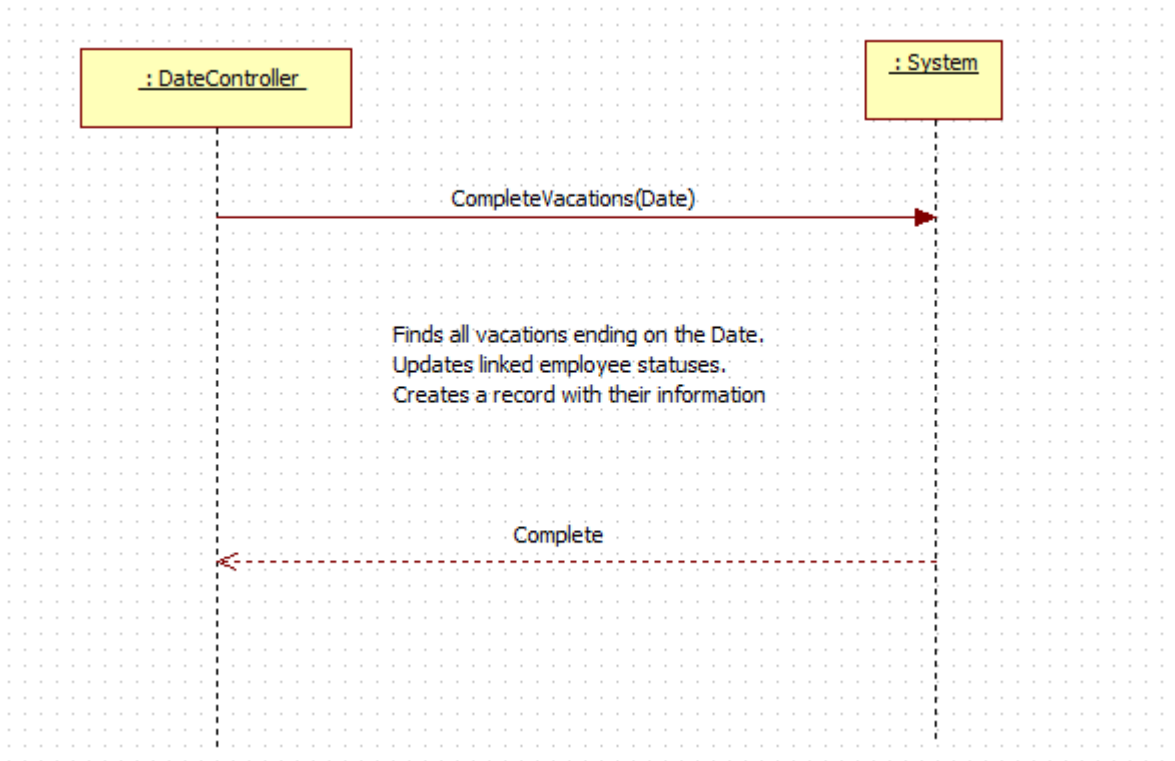 : DateController
: System
CompleteVacations(Date)
Finds all vacations ending on the Date.
Updates linked employee statuses.
Creates a record with their information
Complete